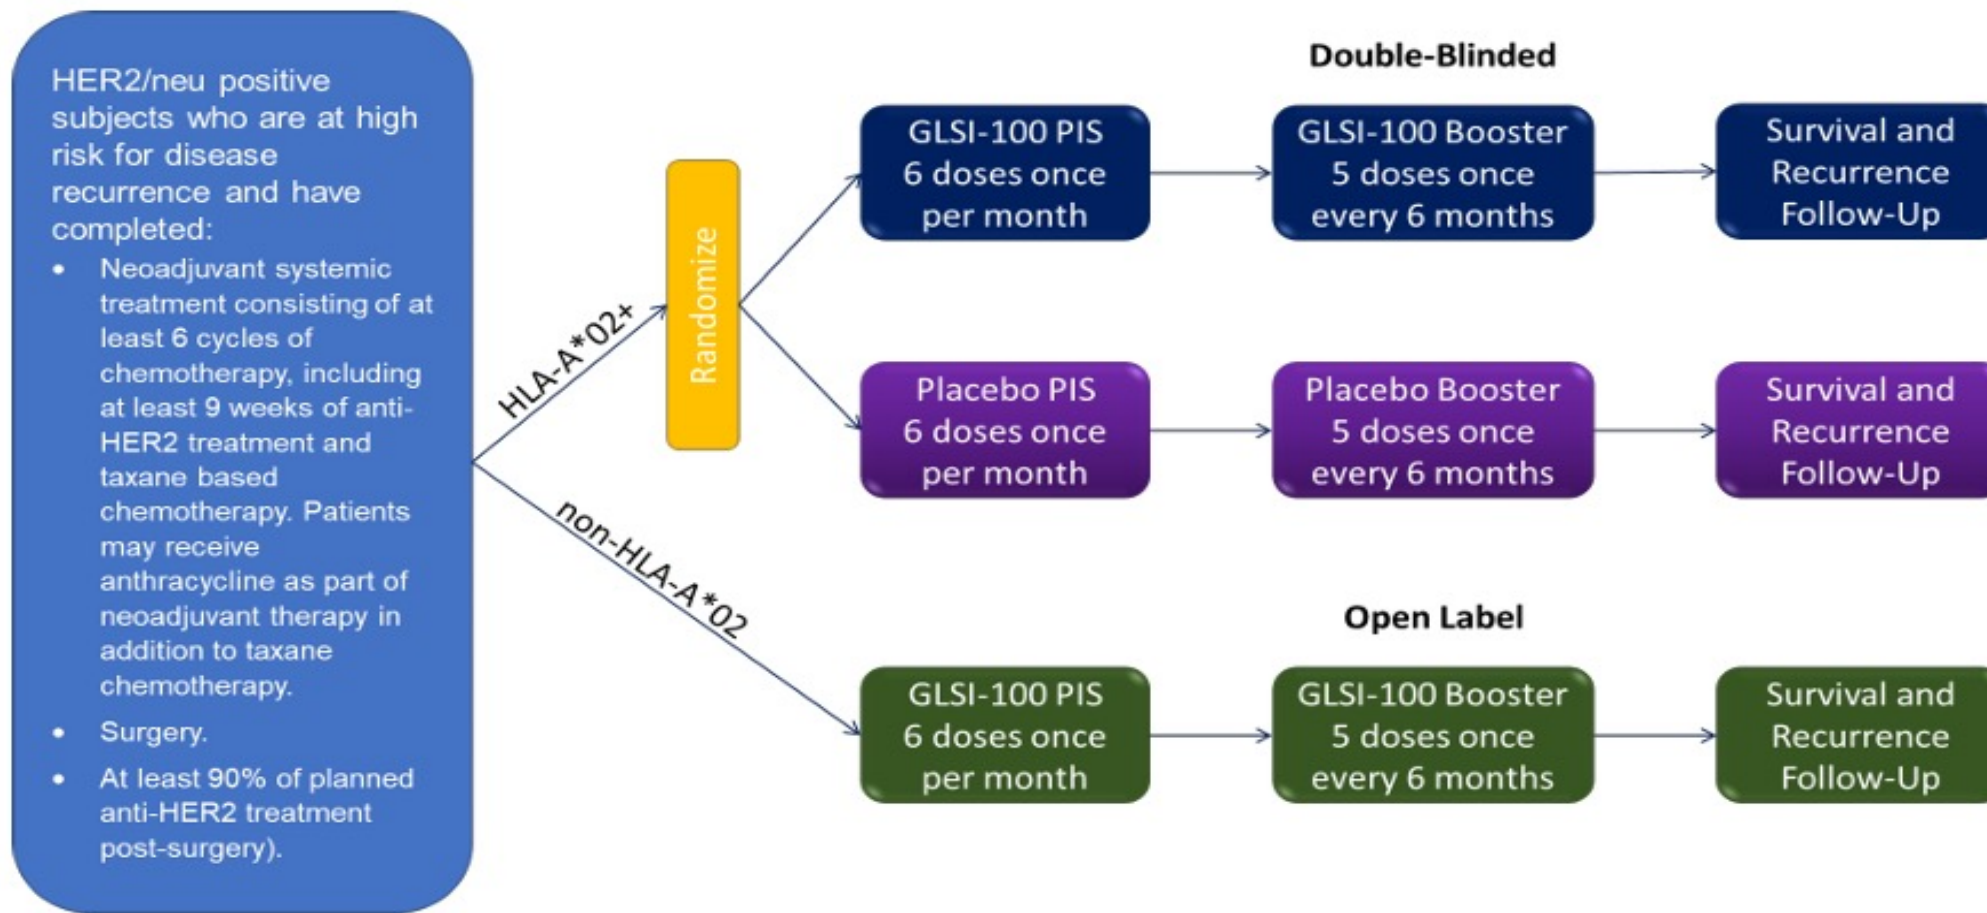 HER2/neu positive
subjects who are at high
risk for disease
recurrence and have
completed:
• Neoadjuvant systemic
treatment consisting of at
least 6 cycles of
chemotherapy, including
at least 9 weeks of anti-
HER2 treatment and
taxane based
chemotherapy. Patients
may receive
anthracycline as part of
neoadjuvant therapy in
addition to taxane
chemotherapy.
• Surgery.
• At least 90% of planned
anti-HER2 treatment
post-surgery).
HLA-A*02+
non-HLA-A*02
Randomize
Double-Blinded
GLSI-100 PIS
6 doses once
per month
GLSI-100 Booster
5 doses once
every 6 months
Survival and
Recurrence
Follow-Up
Placebo PIS
6 doses once
per month
Placebo Booster
5 doses once
every 6 months
Survival and
Recurrence
Follow-Up
Open Label
GLSI-100 PIS
6 doses once
per month
GLSI-100 Booster
5 doses once
every 6 months
Survival and
Recurrence
Follow-Up